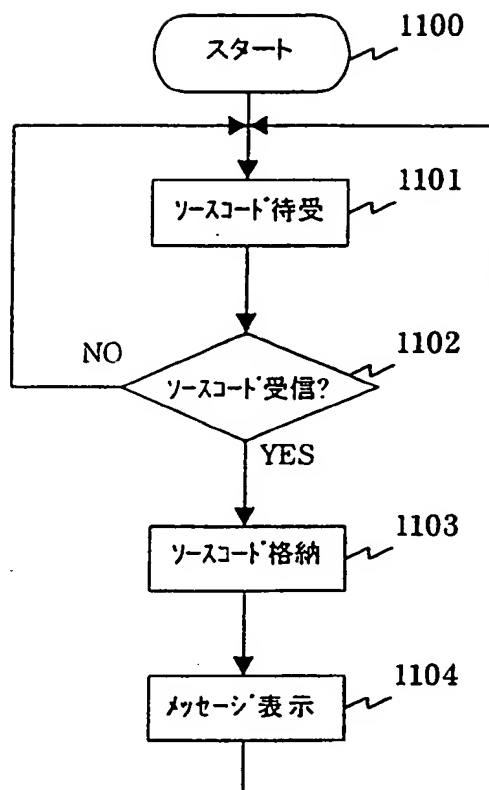 1100
スタート
1101
ソースコード待受
NO
1102
ソースコード受信?
YES
1103
ソースコード格納
1104
メッセージ表示